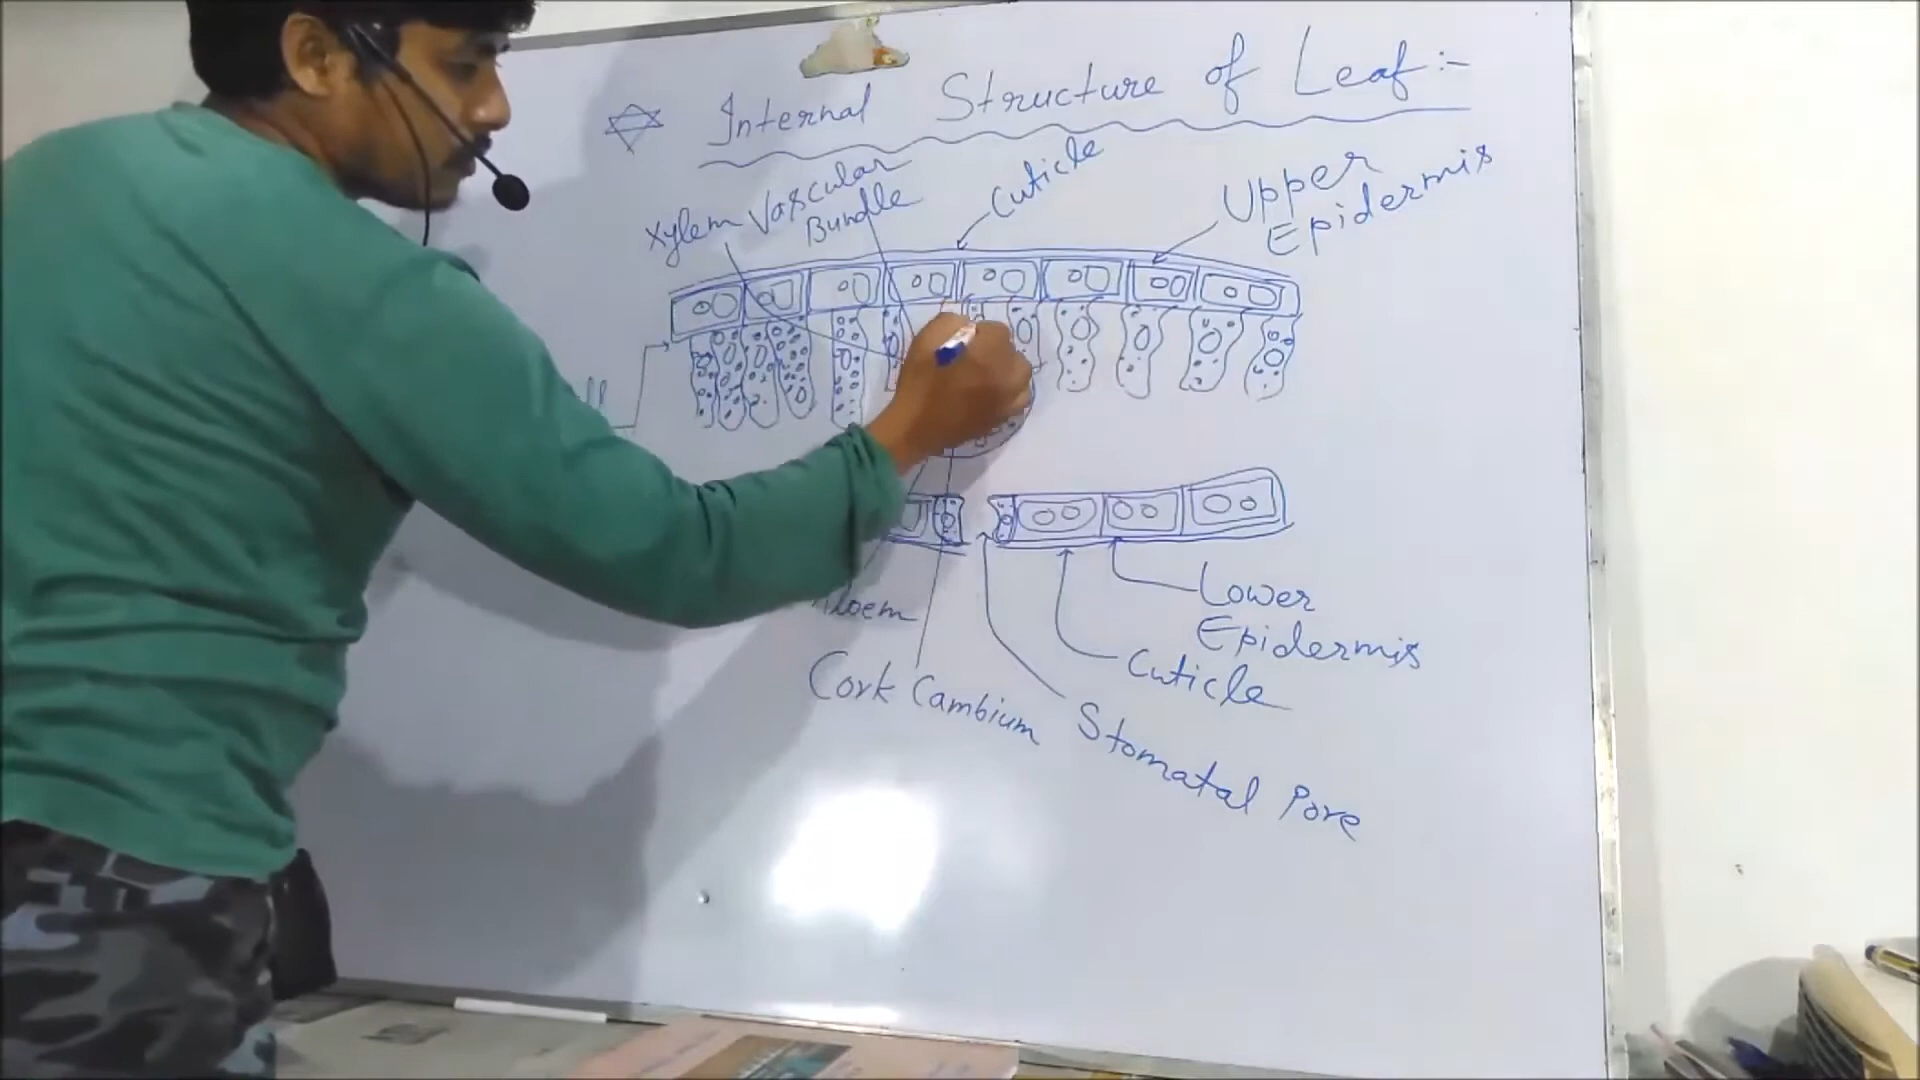 Internal Structure of Leaf:-
Xylem
Vascular
Bundle
Cuticle
Upper
Epidermis
Lower
Epidermis
Cuticle
Cork Cambium
Stomatal Pore